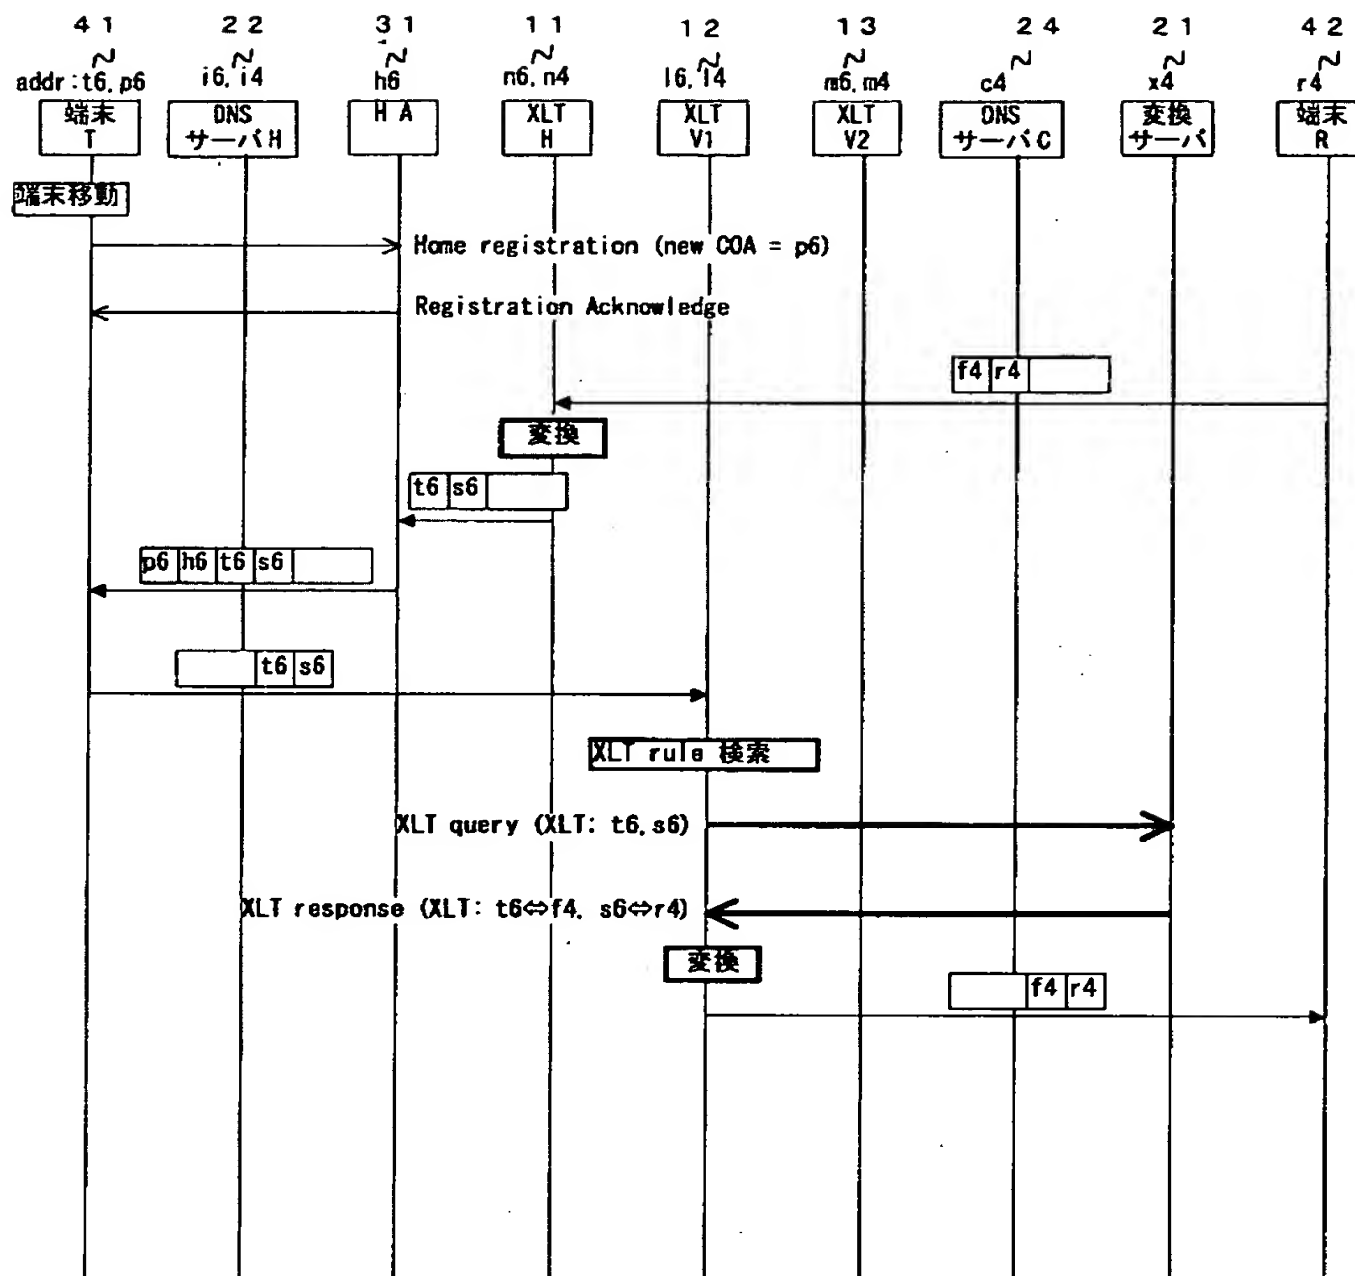 41 22 31 11 12 13 24 21 42
addr:t6,p6 i6,i4 h6 n6,n4 l6,l4 m6,m4 c4 x4 r4
端末 DNS HA XLT XLT XLT DNS 変換 端末
T サーバH H V1 V2 サーバC サーバ R
端末移動
Home registration (new COA = p6)
Registration Acknowledge
f4 r4
変換
t6 s6
p6 h6 t6 s6
t6 s6
XLT rule 検索
XLT query (XLT: t6,s6)
XLT response (XLT: t6⇔f4, s6⇔r4)
変換
f4 r4